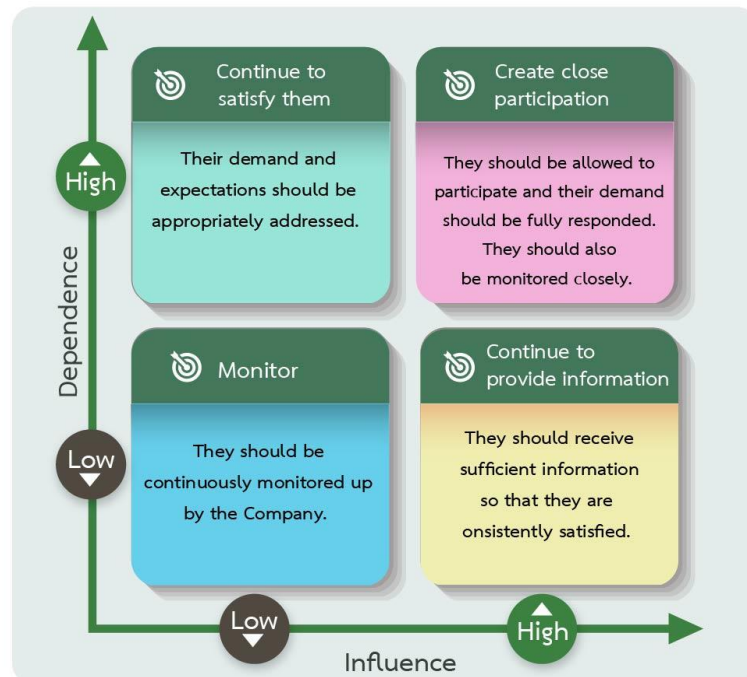 Continue to
satisfy them
Their demand and
expectations should be
appropriately addressed.
Create close
participation
They should be allowed to
participate and their demand
should be fully responded.
They should also
be monitored closely.
High
Dependence
Monitor
They should be
continuously monitored up
by the Company.
Continue to
provide information
They should receive
sufficient information
so that they are
onsistently satisfied.
Low
Low
High
Influence